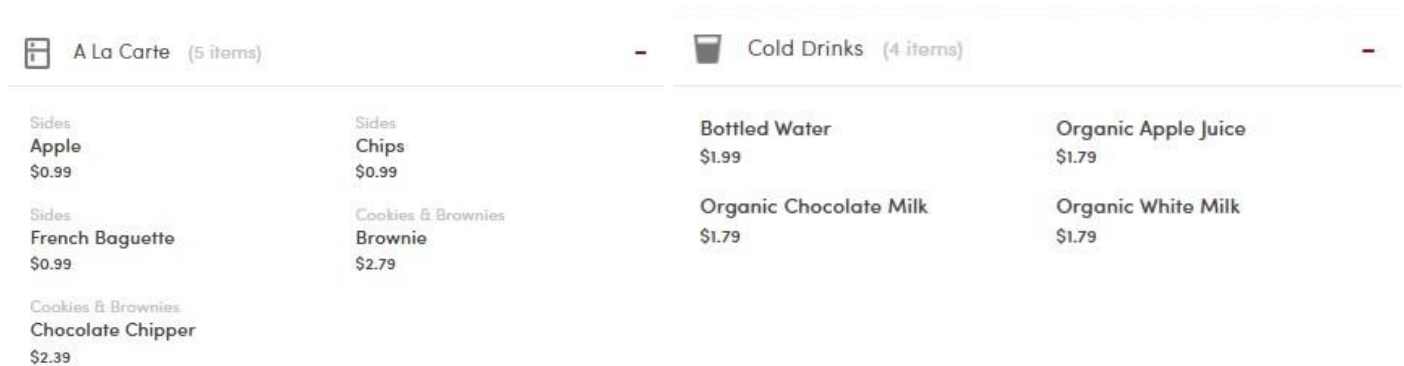 A La Carte (5 items)
Sides
Apple
$0.99
Sides
Chips
$0.99
Sides
French Baguette
$0.99
Cookies & Brownies
Brownie
$2.79
Cookies & Brownies
Chocolate Chipper
$2.39
Cold Drinks (4 items)
Bottled Water
$1.99
Organic Apple Juice
$1.79
Organic Chocolate Milk
$1.79
Organic White Milk
$1.79